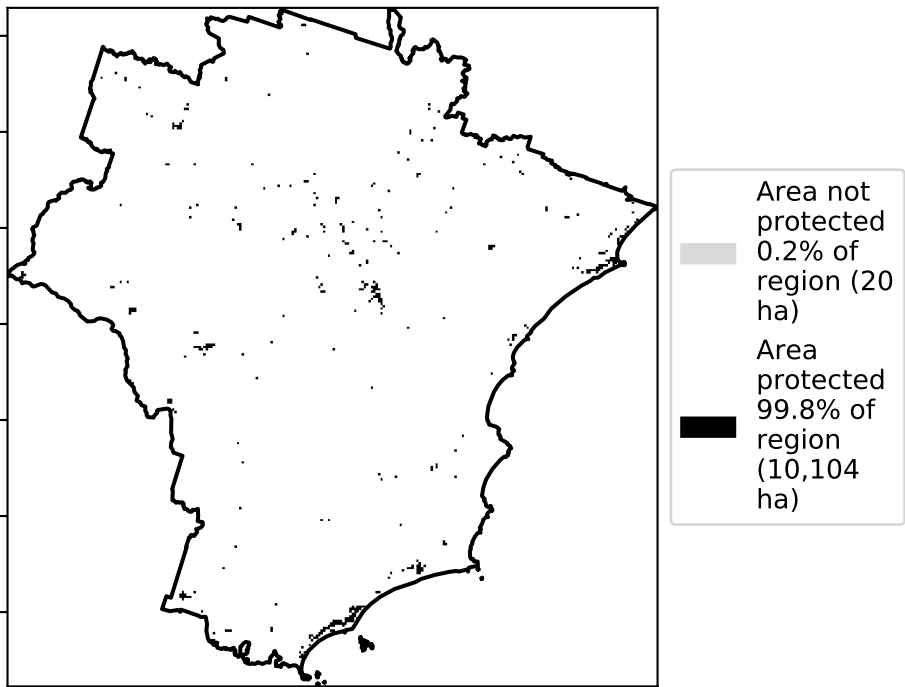 Area not
protected
0.2% of
region (20
ha)
Area
protected
99.8% of
region
(10,104
ha)